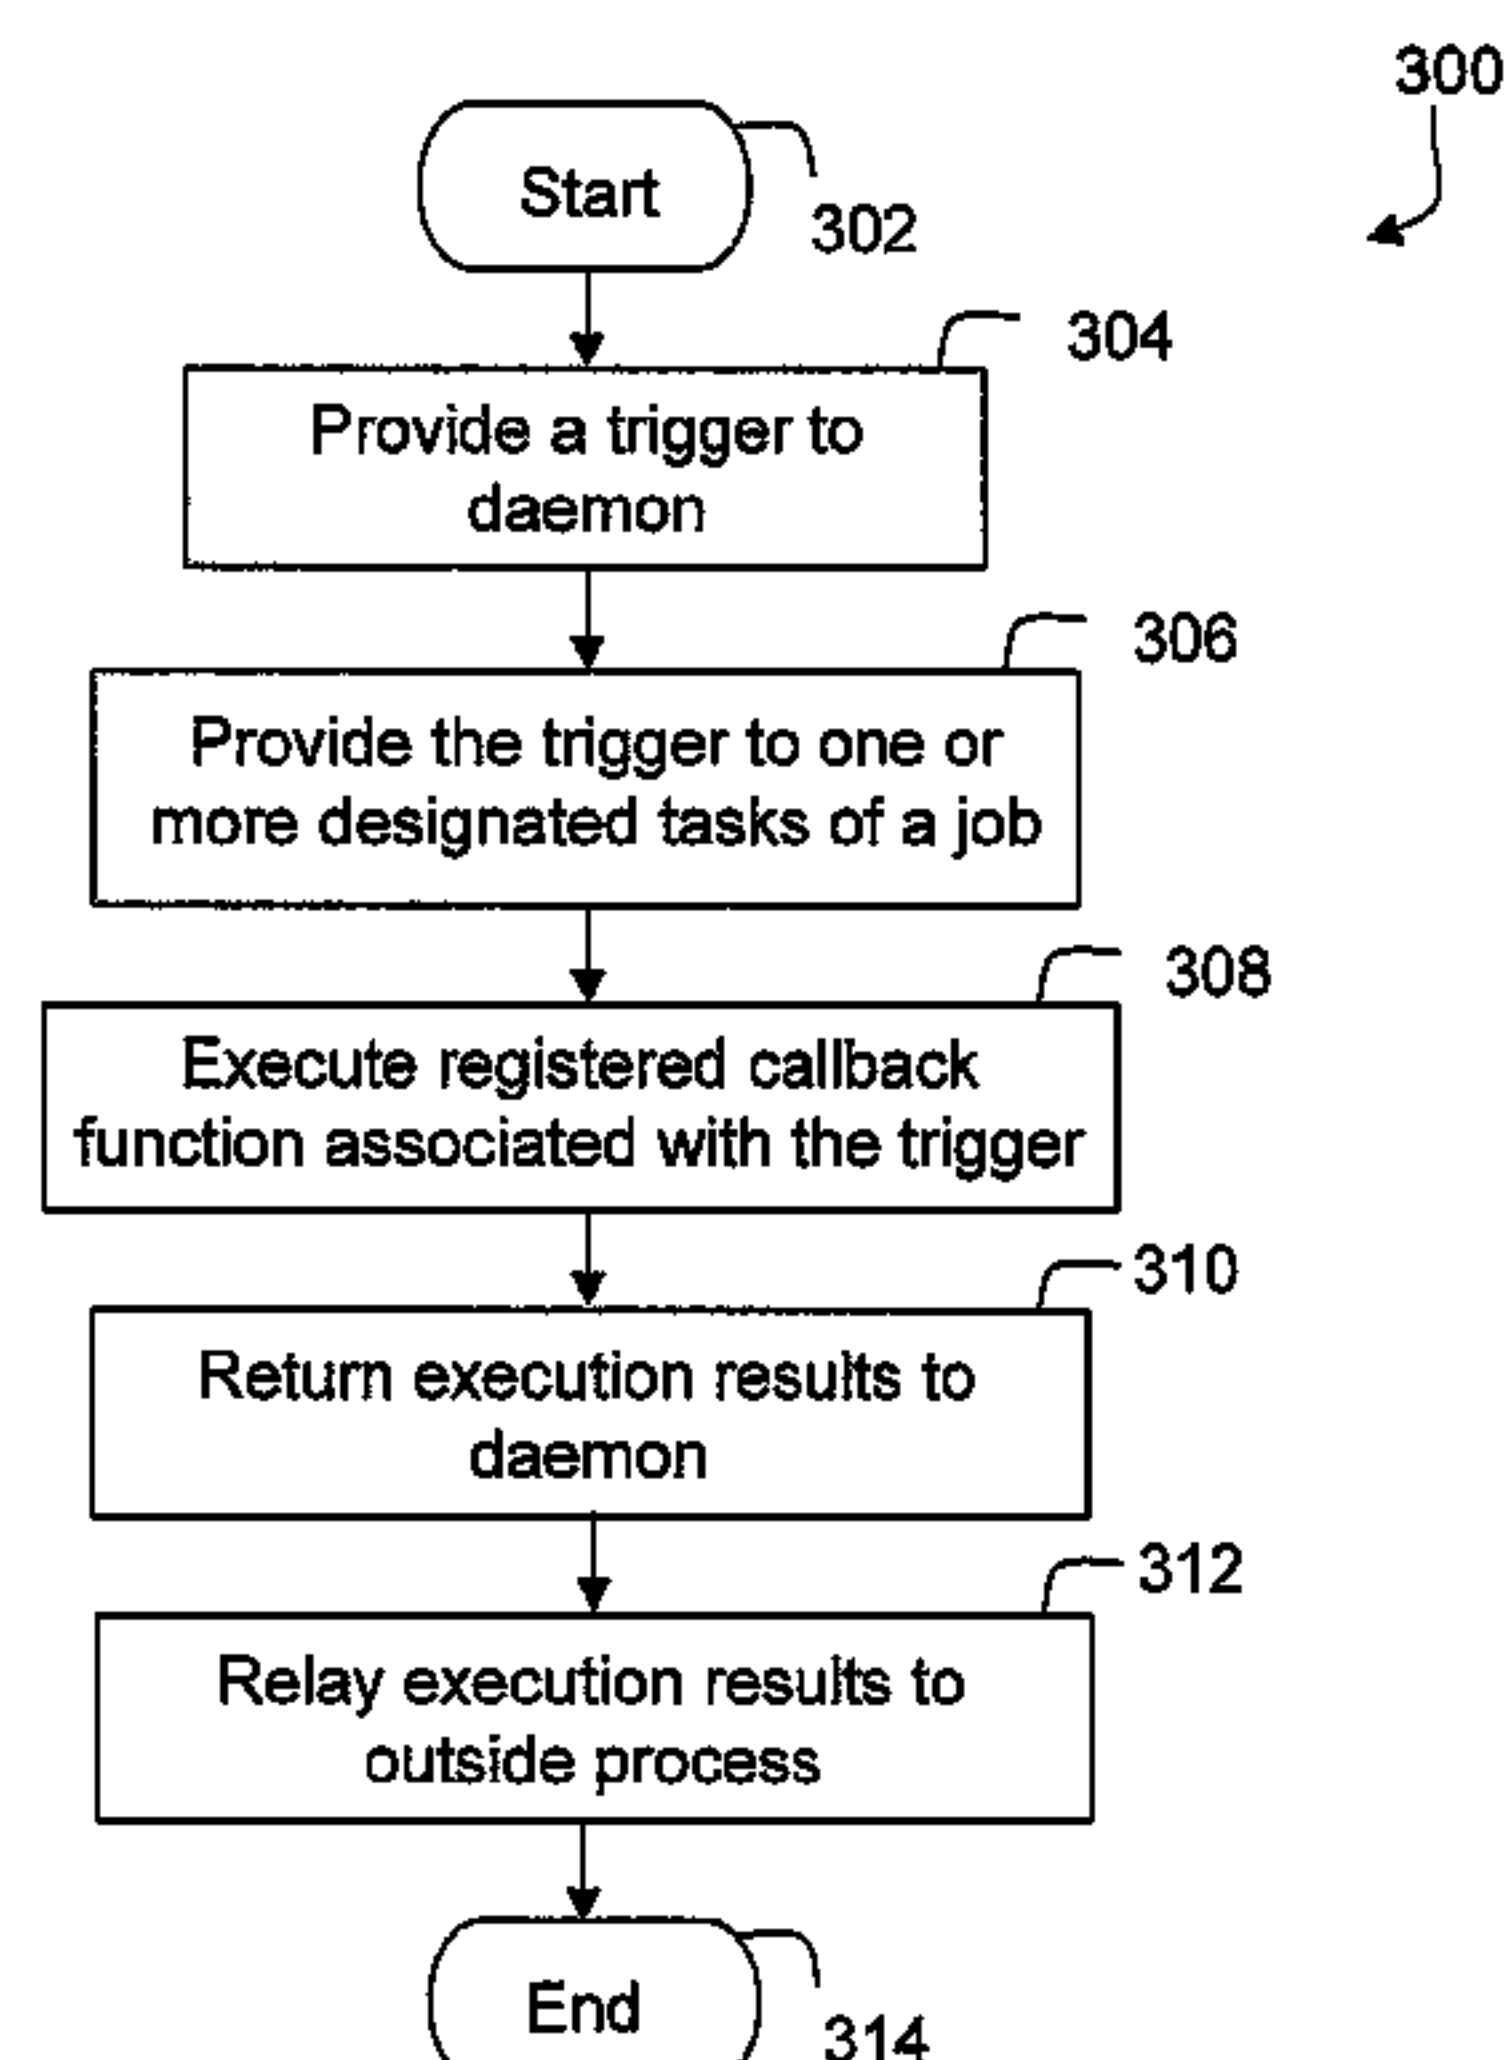 300
Start
302
304
Provide a trigger to
daemon
306
Provide the trigger to one or
more designated tasks of a job
308
Execute registered callback
function associated with the trigger
310
Return execution results to
daemon
312
Relay execution results to
outside process
End
314